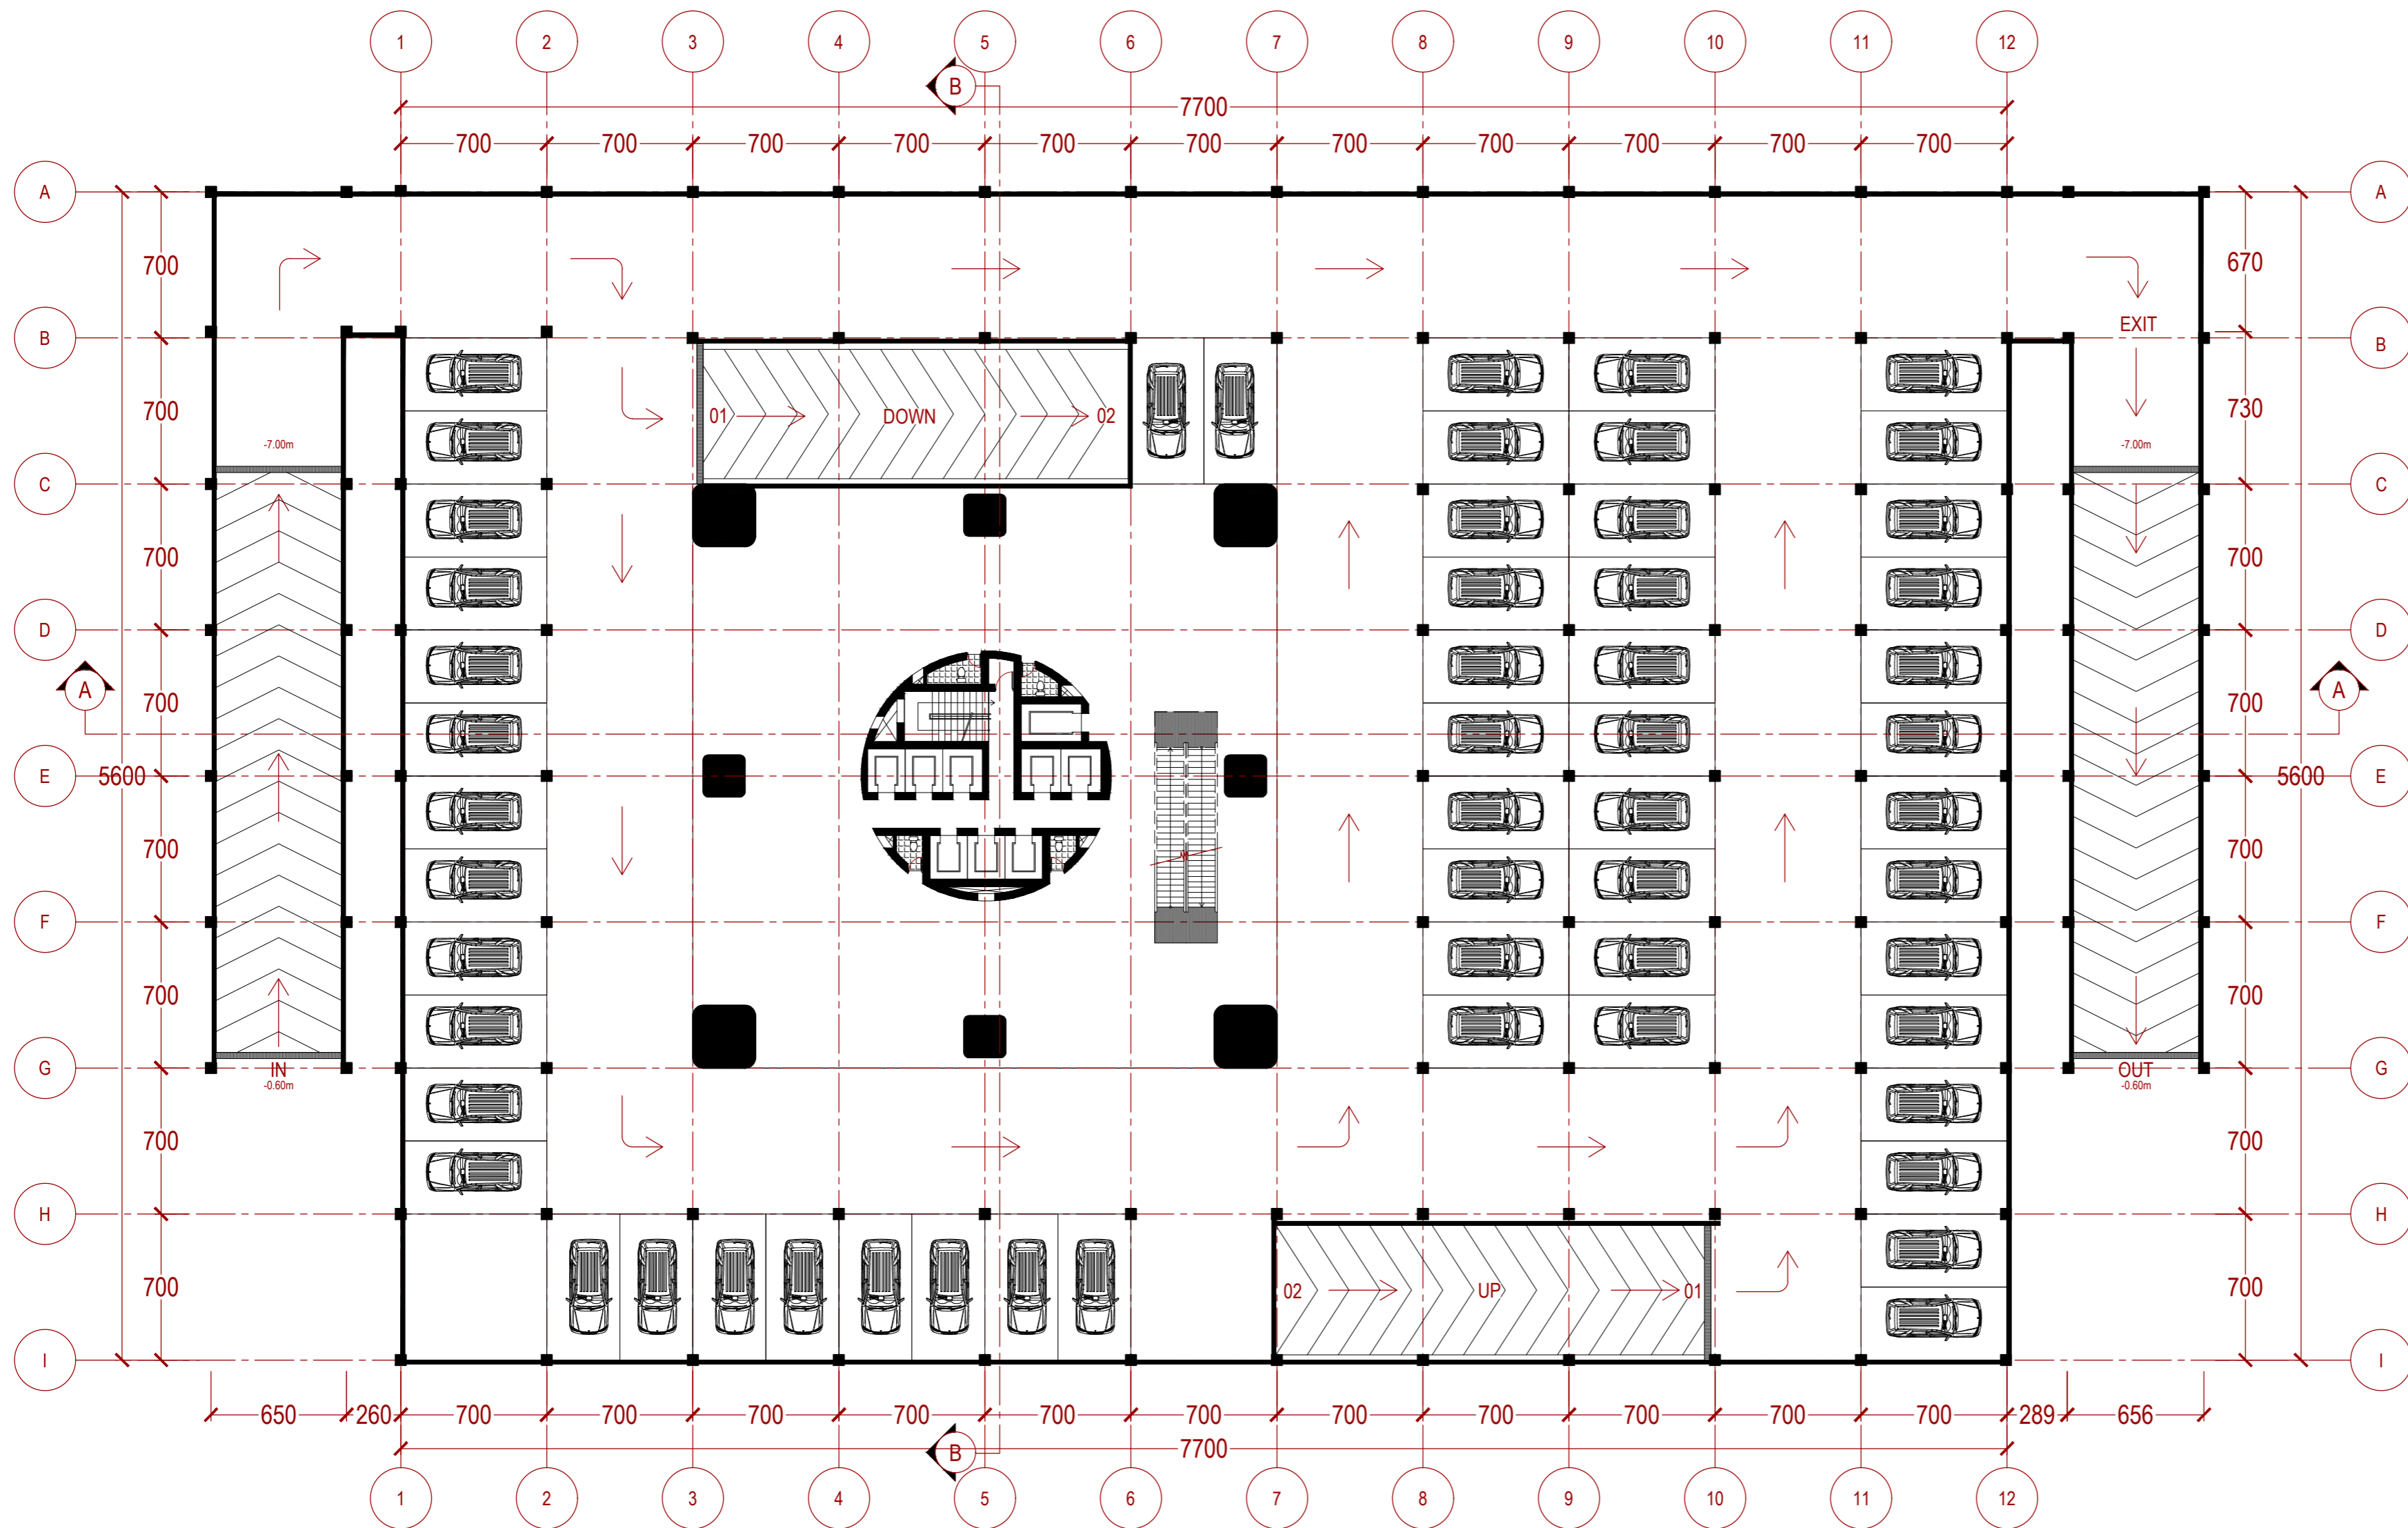 1 2 3 4 5 6 7 8 9 10 11 12
B
7700
700 700 700 700 700 700 700 700 700 700 700
A A
700 670
EXIT
B B
700 01 DOWN 02 730
-7.00m -7.00m
C C
700 700
D D
A A
700 700
E 5600 5600 E
700 700
F F
700 700
G IN OUT G
-0.60m -0.60m
700 700
H H
700 02 UP 01 700
I I
650 260 700 700 700 700 700 700 700 700 700 700 700 289 656
7700
B
1 2 3 4 5 6 7 8 9 10 11 12